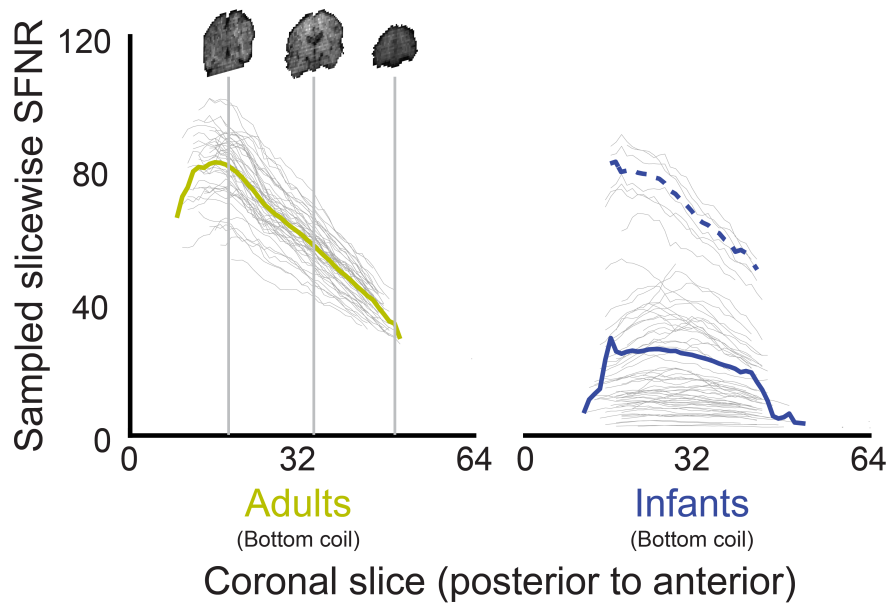 Sampled slicewise SFNR
120
80
40
0
0 32 64
0 32 64
Adults
(Bottom coil)
Infants
(Bottom coil)
Coronal slice (posterior to anterior)